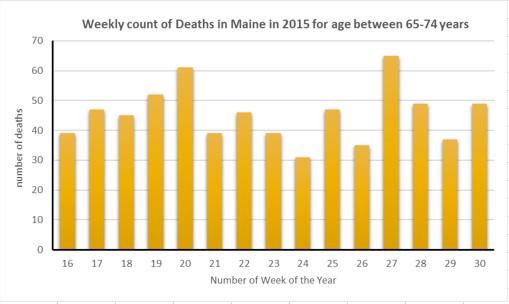 Weekly count of Deaths in Maine in 2015 for age between 65-74 years
70
60
50
40
30
20
10
0
number of deaths
16 17 18 19 20 21 22 23 24 25 26 27 28 29 30
Number of Week of the Year